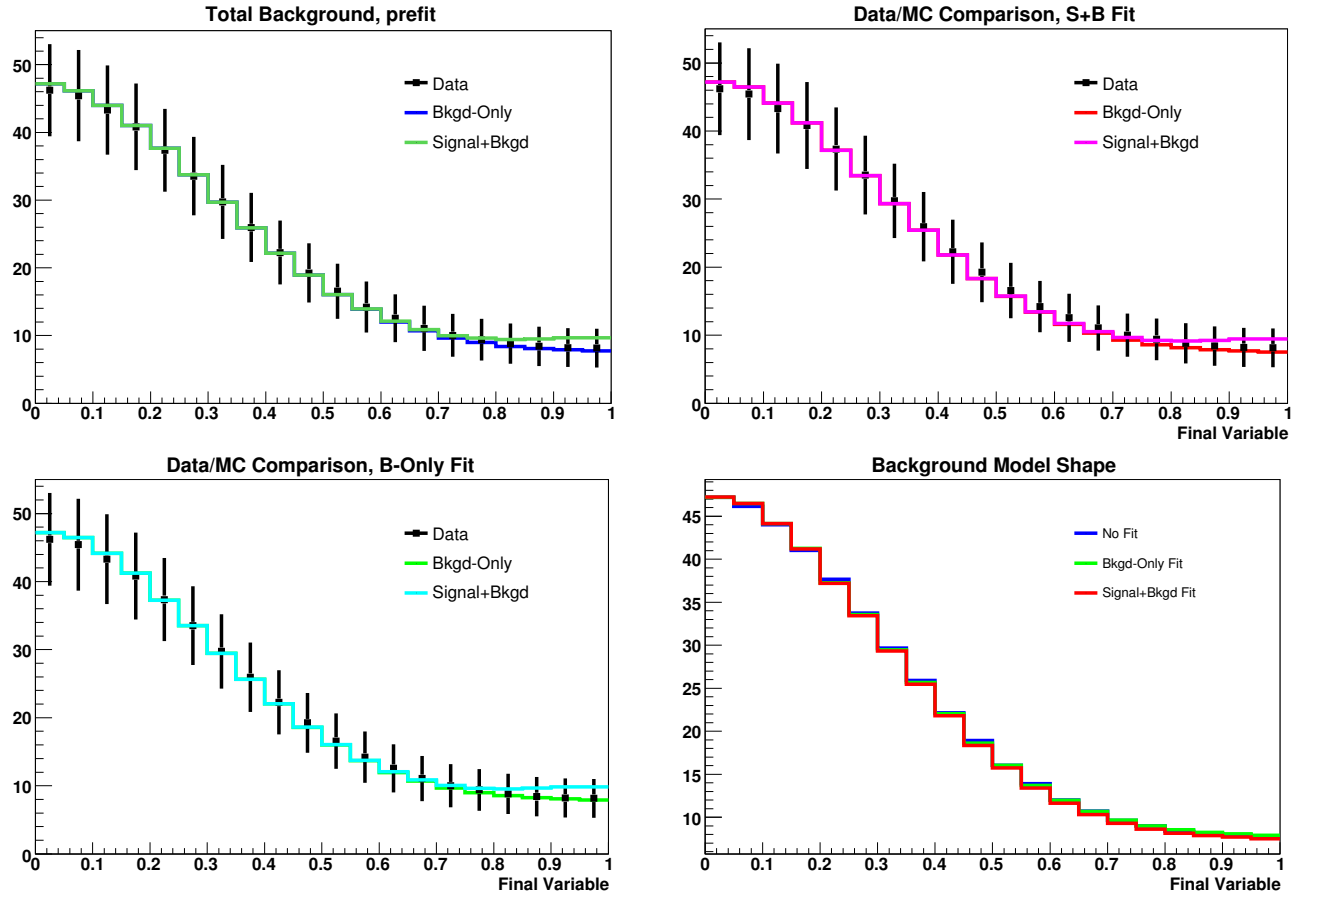 Total Background, prefit
50
40
30
20
10
0
Data
Bkgd-Only
Signal+Bkgd
0 0.1 0.2 0.3 0.4 0.5 0.6 0.7 0.8 0.9 1
Data/MC Comparison, S+B Fit
50
40
30
20
10
0
Data
Bkgd-Only
Signal+Bkgd
0 0.1 0.2 0.3 0.4 0.5 0.6 0.7 0.8 0.9 1
Final Variable
Data/MC Comparison, B-Only Fit
50
40
30
20
10
0
Data
Bkgd-Only
Signal+Bkgd
0 0.1 0.2 0.3 0.4 0.5 0.6 0.7 0.8 0.9 1
Final Variable
Background Model Shape
45
40
35
30
25
20
15
10
No Fit
Bkgd-Only Fit
Signal+Bkgd Fit
0 0.1 0.2 0.3 0.4 0.5 0.6 0.7 0.8 0.9 1
Final Variable